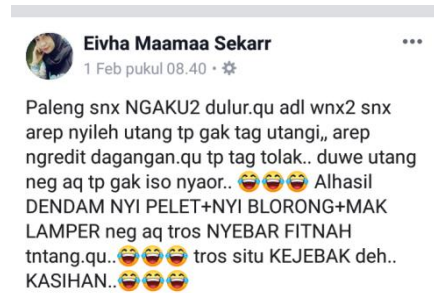 Eivha Maamaa Sekarr
1 Feb pukul 08.40 ·
Paleng snx NGAKU2 dulur.qu adl wnx2 snx
arep nyileh utang tp gak tag utangi,, arep
ngredit dagangan.qu tp tag tolak.. duwe utang
neg aq tp gak iso nyaor.. 😂😂😂 Alhasil
DENDAM NYI PELET+NYI BLORONG+MAK
LAMPER neg aq tros NYEBAR FITNAH
tntang.qu..😂😂😂 tros situ KEJEBAK deh..
KASIHAN..😂😂😂